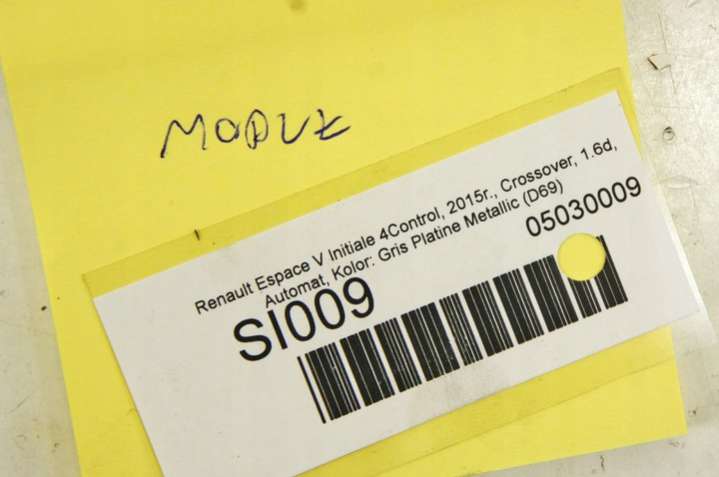 MODUŁ
Renault Espace V Initiale 4Control, 2015r., Crossover, 1.6d,
Automat, Kolor: Gris Platine Metallic (D69)
SI009
05030009